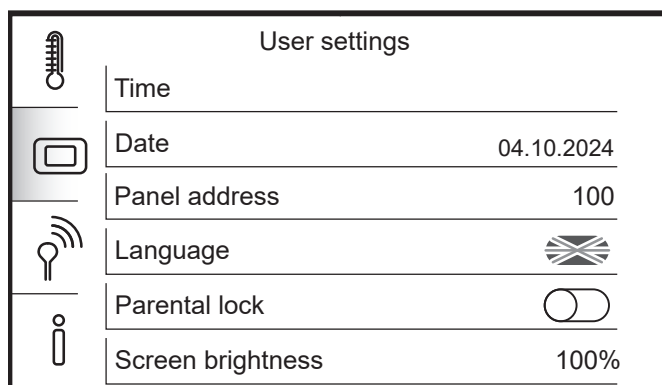 User settings
Time
Date 04.10.2024
Panel address 100
Language
Parental lock
Screen brightness 100%